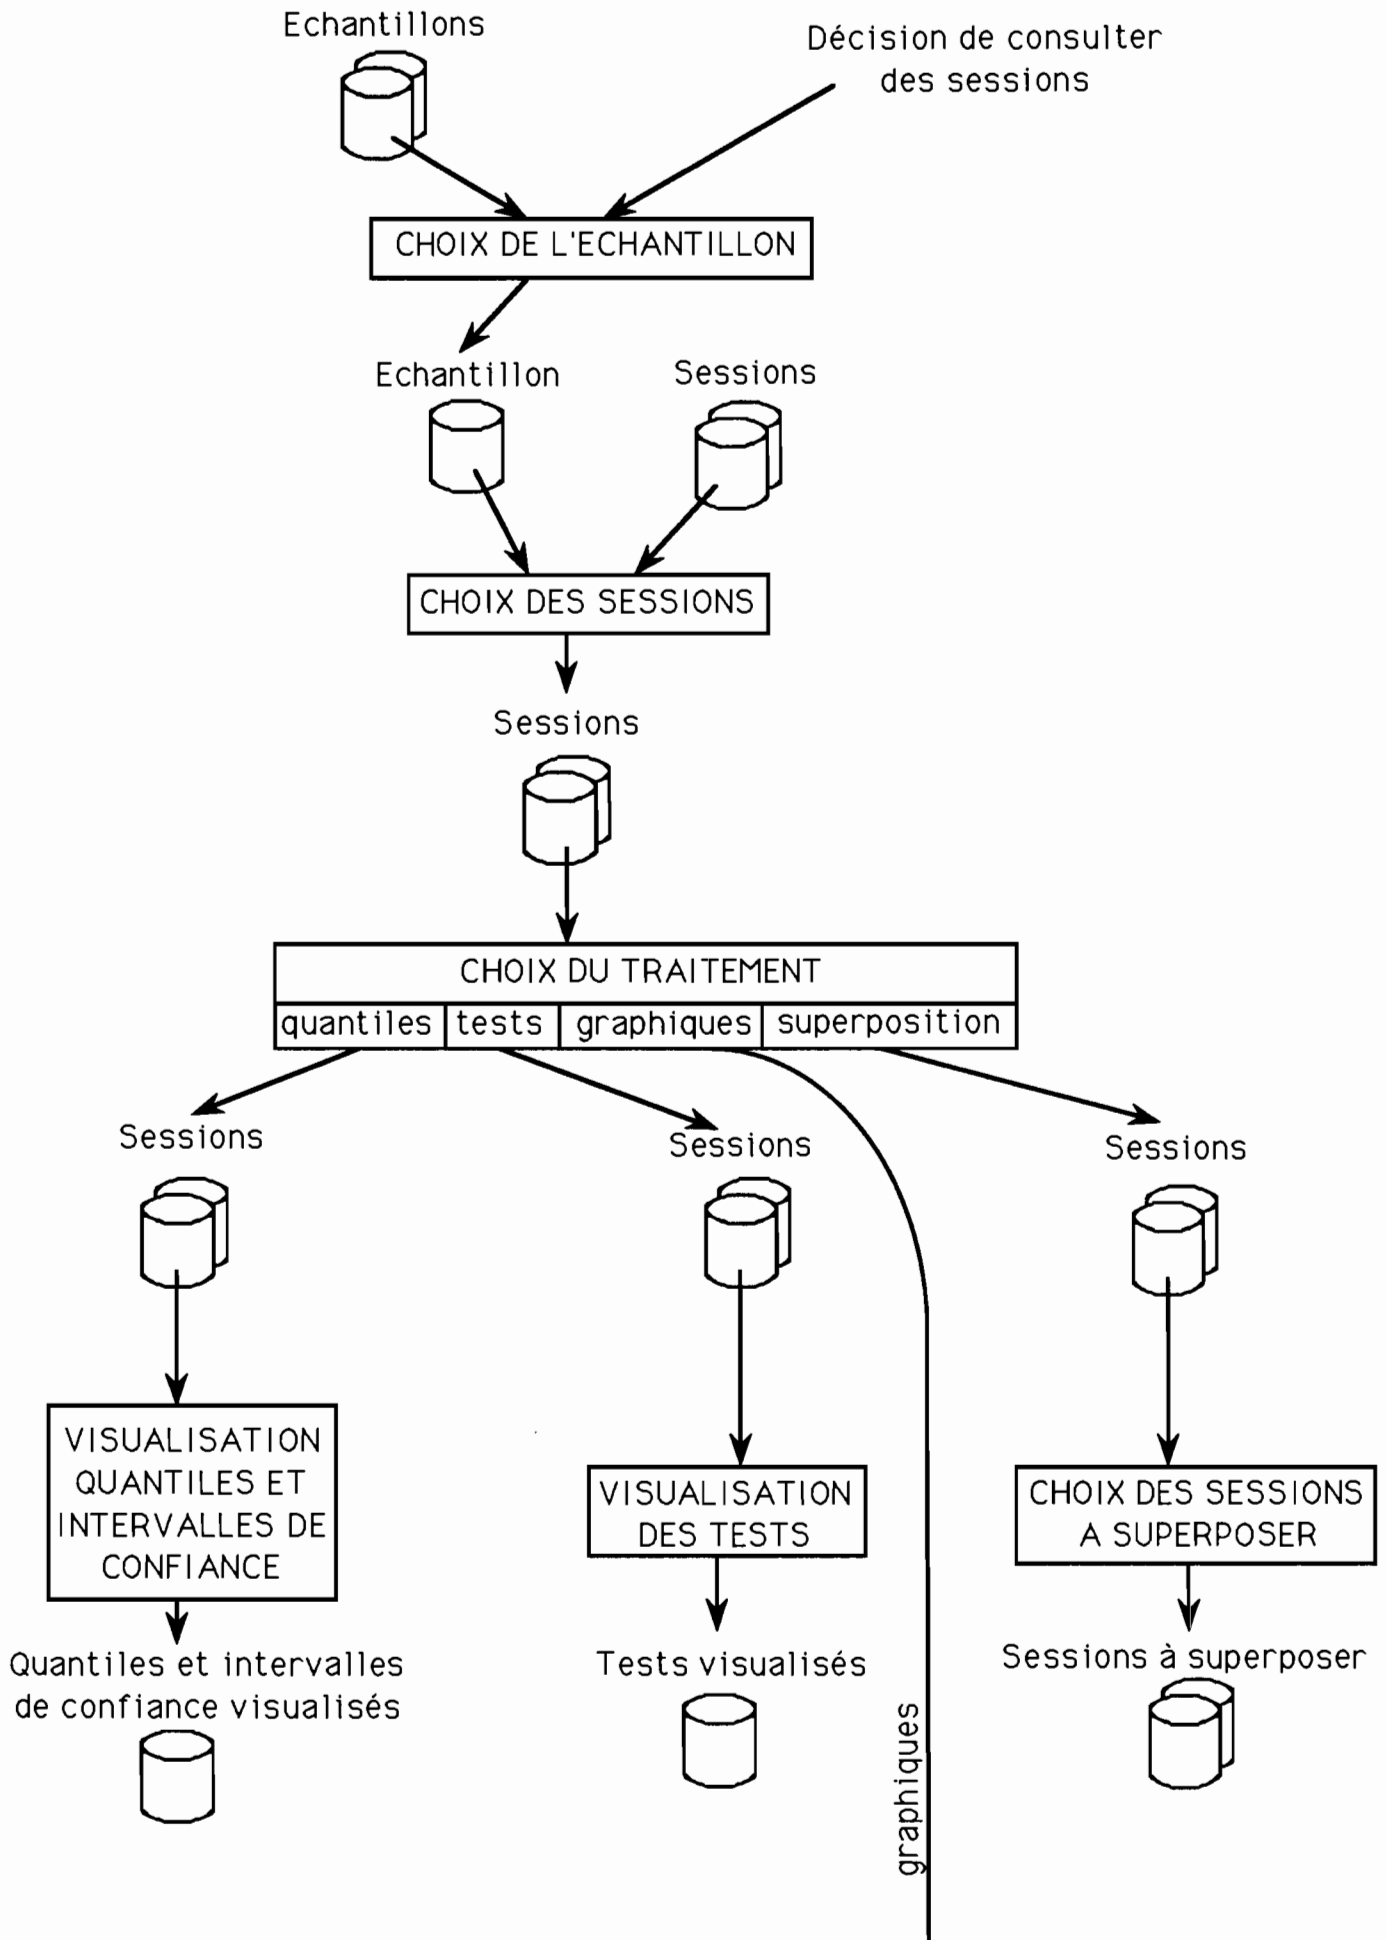 Echantillons
Décision de consulter
des sessions
CHOIX DE L'ECHANTILLON
Echantillon
Sessions
CHOIX DES SESSIONS
Sessions
CHOIX DU TRAITEMENT
quantiles
tests
graphiques
superposition
Sessions
Sessions
Sessions
VISUALISATION
QUANTILES ET
INTERVALLES DE
CONFIANCE
VISUALISATION
DES TESTS
CHOIX DES SESSIONS
A SUPERPOSER
Quantiles et intervalles
de confiance visualisés
Tests visualisés
Sessions à superposer
graphiques